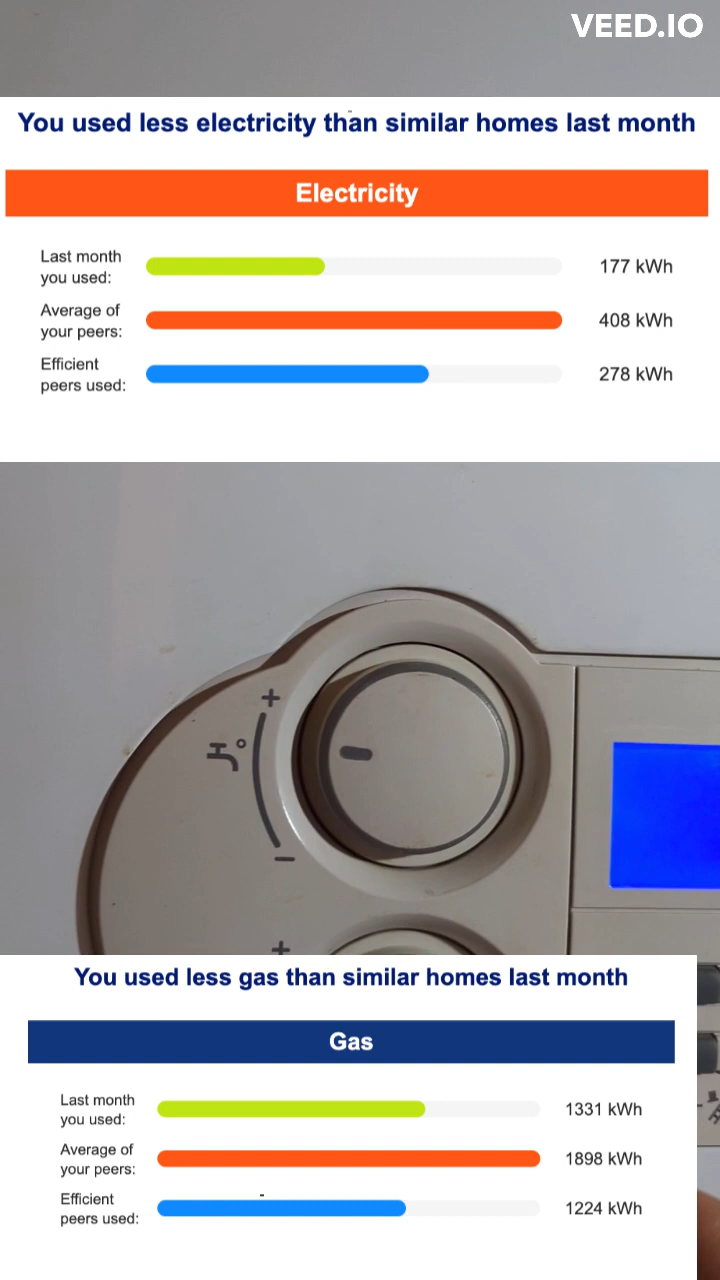 VEED.IO
You used less electricity than similar homes last month
Electricity
Last month
you used:
177 kWh
Average of
your peers:
408 kWh
Efficient
peers used:
278 kWh
+
−
+
You used less gas than similar homes last month
Gas
Last month
you used:
1331 kWh
Average of
your peers:
1898 kWh
Efficient
peers used:
1224 kWh